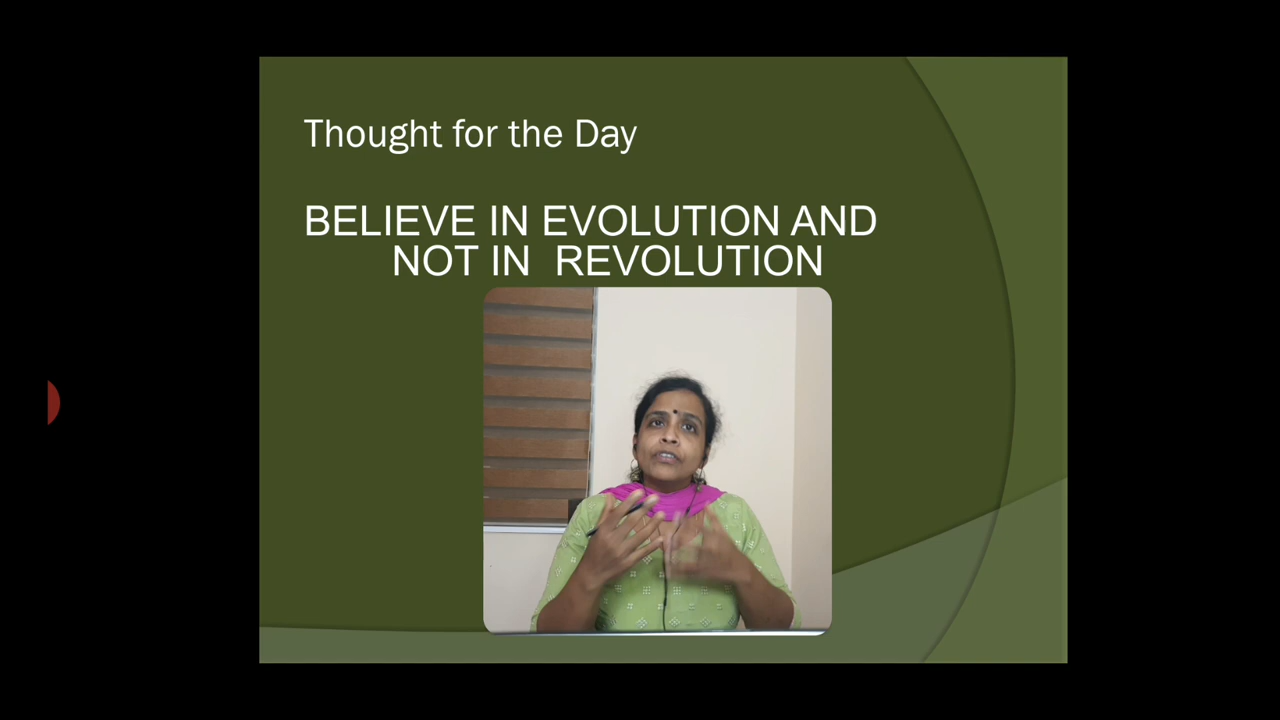 Thought for the Day
BELIEVE IN EVOLUTION AND
NOT IN  REVOLUTION